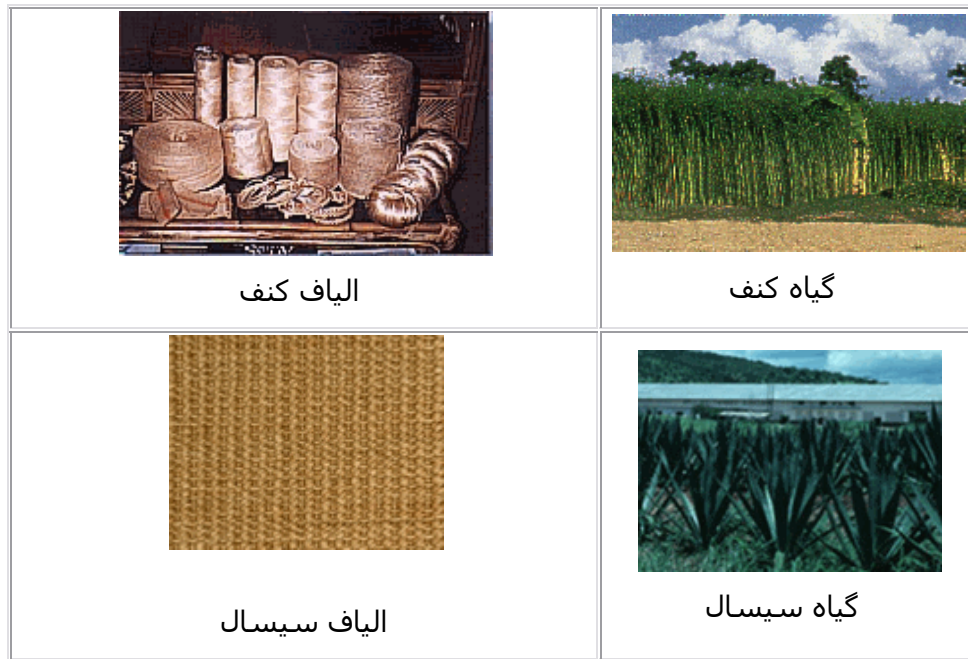 گیاه کنف
الیاف کنف
گیاه سیسال
الیاف سیسال